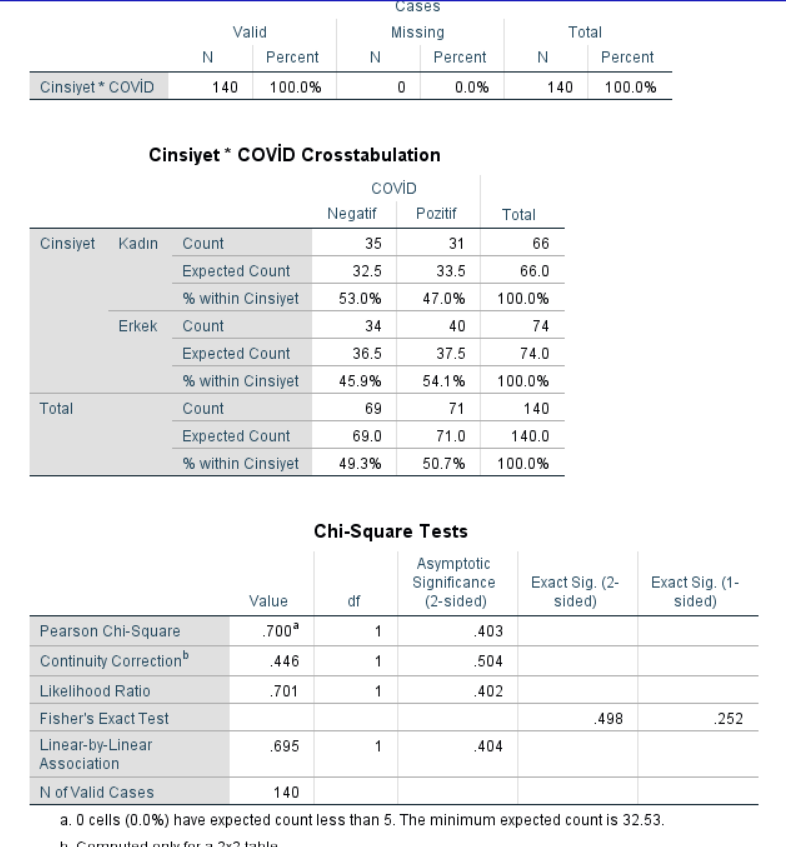 Cases
Valid Missing Total
N Percent N Percent N Percent
Cinsiyet * COVİD 140 100.0% 0 0.0% 140 100.0%
Cinsiyet * COVİD Crosstabulation
COVİD
Negatif Pozitif Total
Cinsiyet Kadın Count 35 31 66
Expected Count 32.5 33.5 66.0
% within Cinsiyet 53.0% 47.0% 100.0%
Erkek Count 34 40 74
Expected Count 36.5 37.5 74.0
% within Cinsiyet 45.9% 54.1% 100.0%
Total Count 69 71 140
Expected Count 69.0 71.0 140.0
% within Cinsiyet 49.3% 50.7% 100.0%
Chi-Square Tests
Asymptotic
Significance Exact Sig. (2- Exact Sig. (1-
Value df (2-sided) sided) sided)
Pearson Chi-Square .700a 1 .403
Continuity Correctionb .446 1 .504
Likelihood Ratio .701 1 .402
Fisher's Exact Test .498 .252
Linear-by-Linear .695 1 .404
Association
N of Valid Cases 140
a. 0 cells (0.0%) have expected count less than 5. The minimum expected count is 32.53.
b. Computed only for a 2x2 table